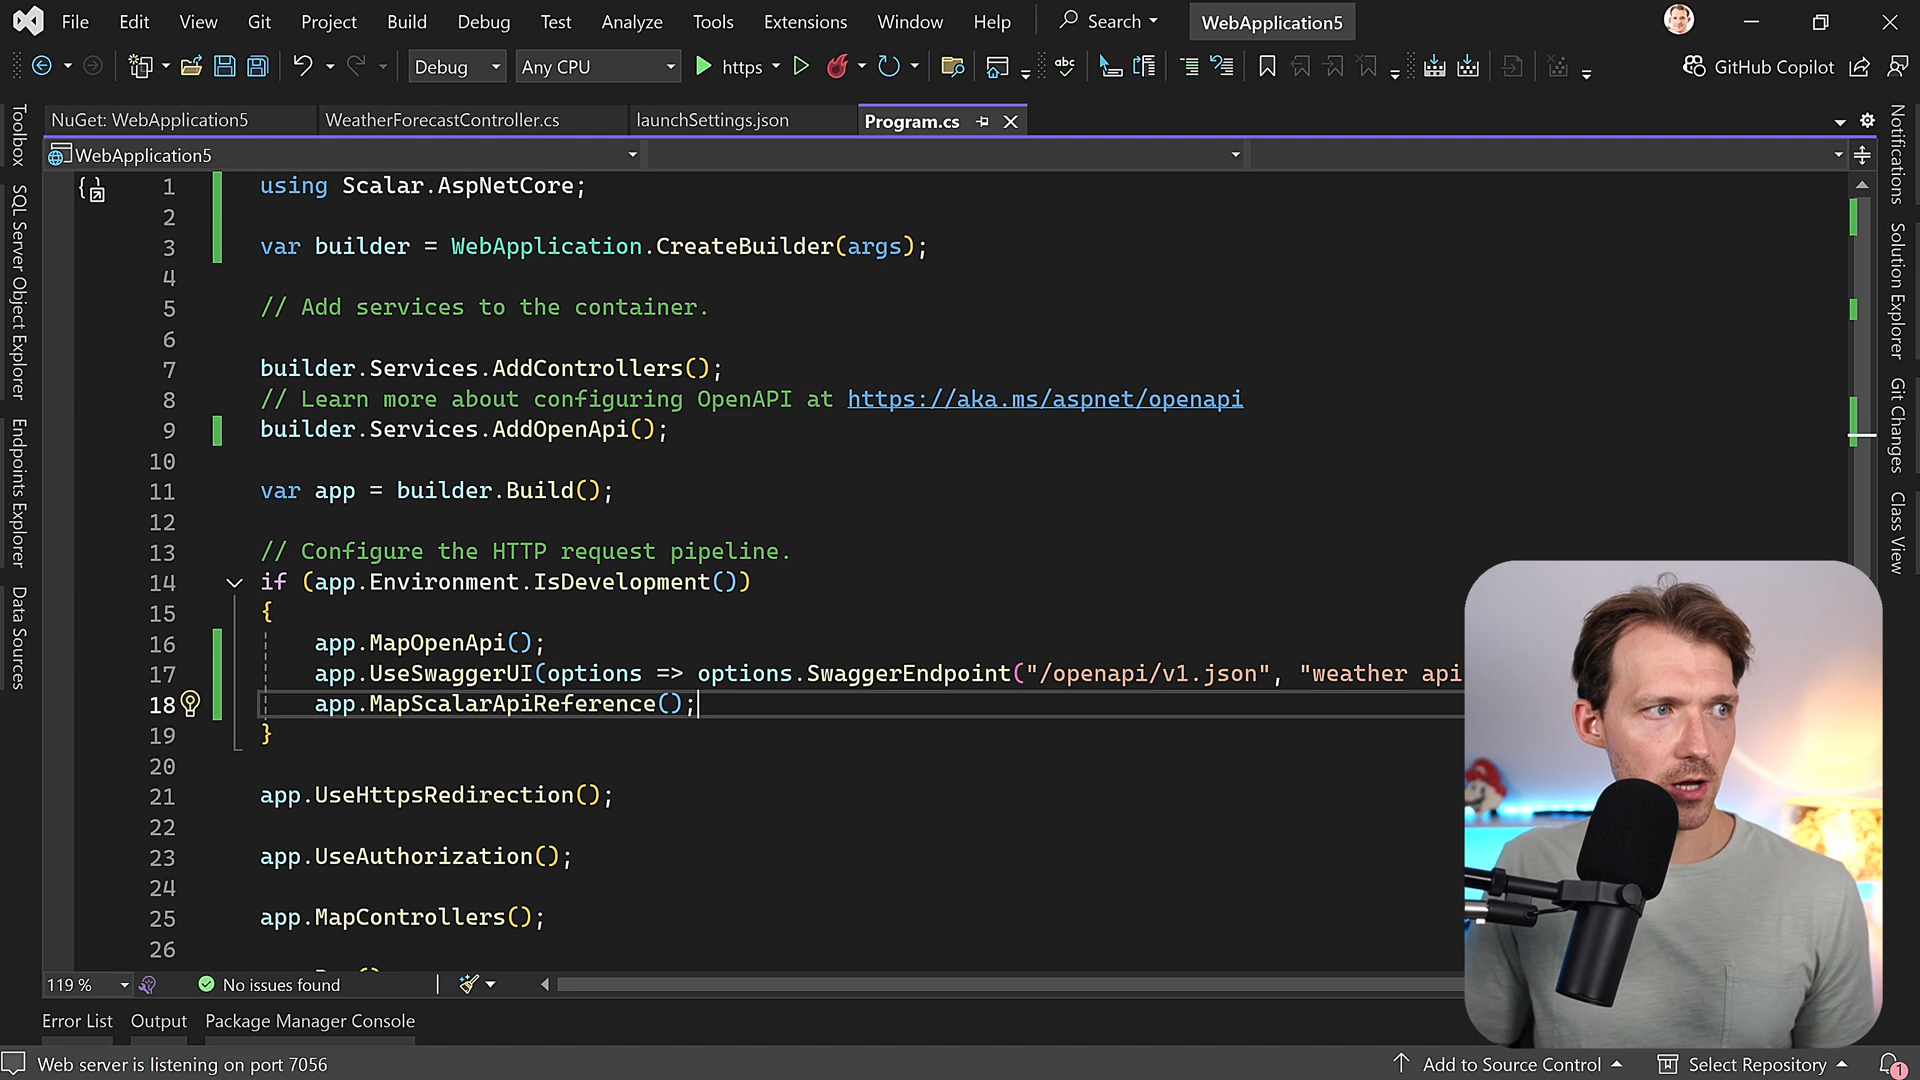 File Edit View Git Project Build Debug Test Analyze Tools Extensions Window Help Search WebApplication5
Debug Any CPU https abc GitHub Copilot
NuGet: WebApplication5 WeatherForecastController.cs launchSettings.json Program.cs
WebApplication5
Toolbox
SQL Server Object Explorer
Endpoints Explorer
Data Sources
1 using Scalar.AspNetCore;
2
3 var builder = WebApplication.CreateBuilder(args);
4
5 // Add services to the container.
6
7 builder.Services.AddControllers();
8 // Learn more about configuring OpenAPI at https://aka.ms/aspnet/openapi
9 builder.Services.AddOpenApi();
10
11 var app = builder.Build();
12
13 // Configure the HTTP request pipeline.
14 if (app.Environment.IsDevelopment())
15 {
16 app.MapOpenApi();
17 app.UseSwaggerUI(options => options.SwaggerEndpoint("/openapi/v1.json", "weather api
18 app.MapScalarApiReference();
19 }
20
21 app.UseHttpsRedirection();
22
23 app.UseAuthorization();
24
25 app.MapControllers();
26
Notifications
Solution Explorer
Git Changes
Class View
119 % No issues found
Error List Output Package Manager Console
Web server is listening on port 7056 Add to Source Control Select Repository 1